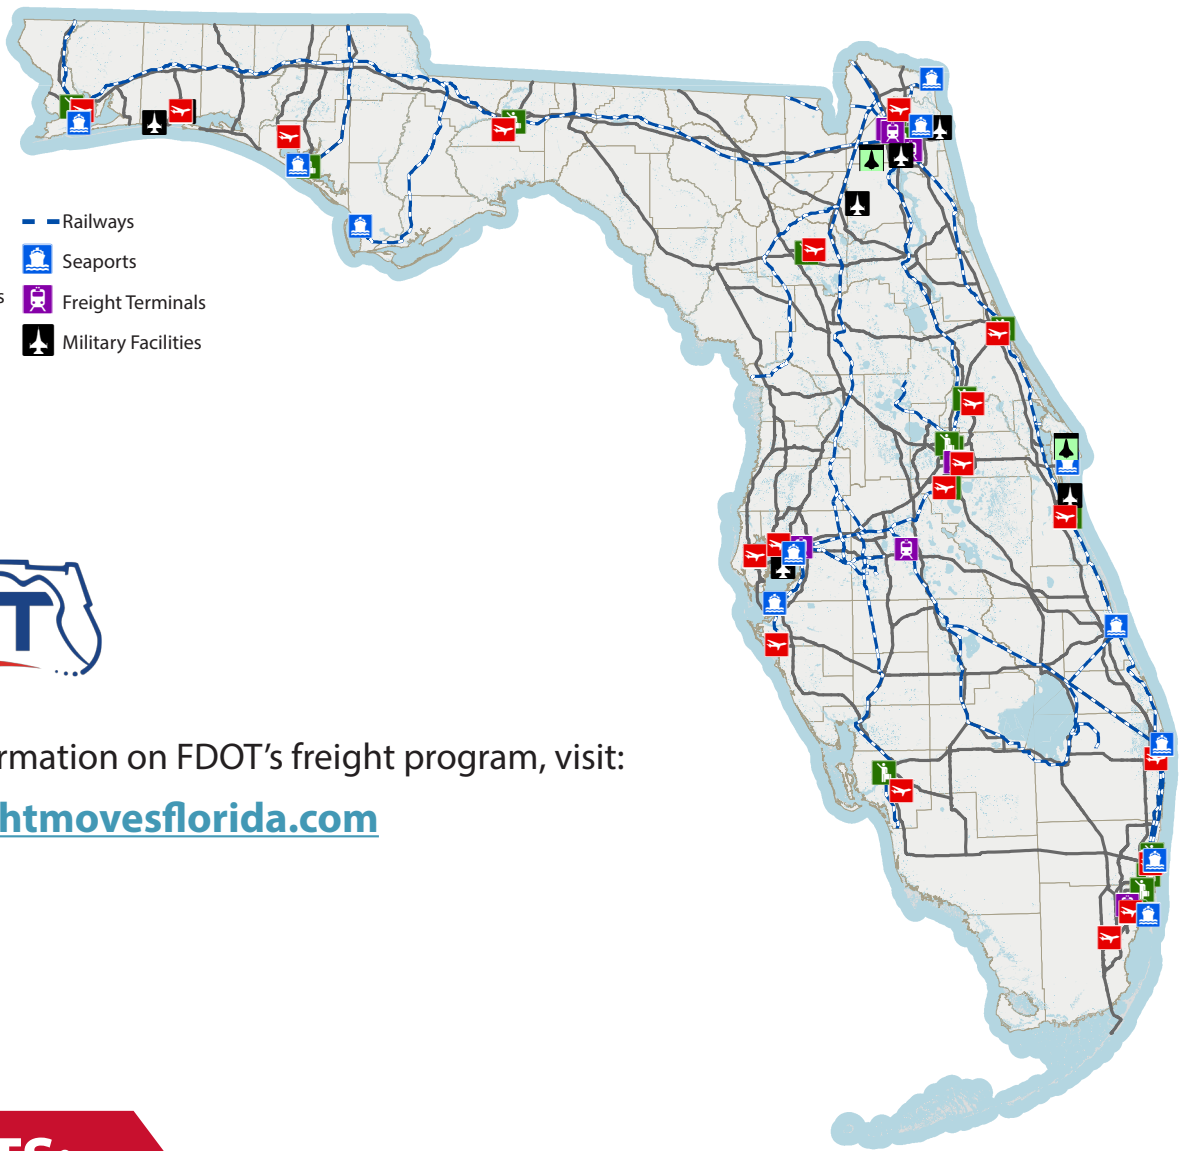 Railways
Seaports
s
Freight Terminals
Military Facilities
T
rmation on FDOT’s freight program, visit:
htmovesflorida.com